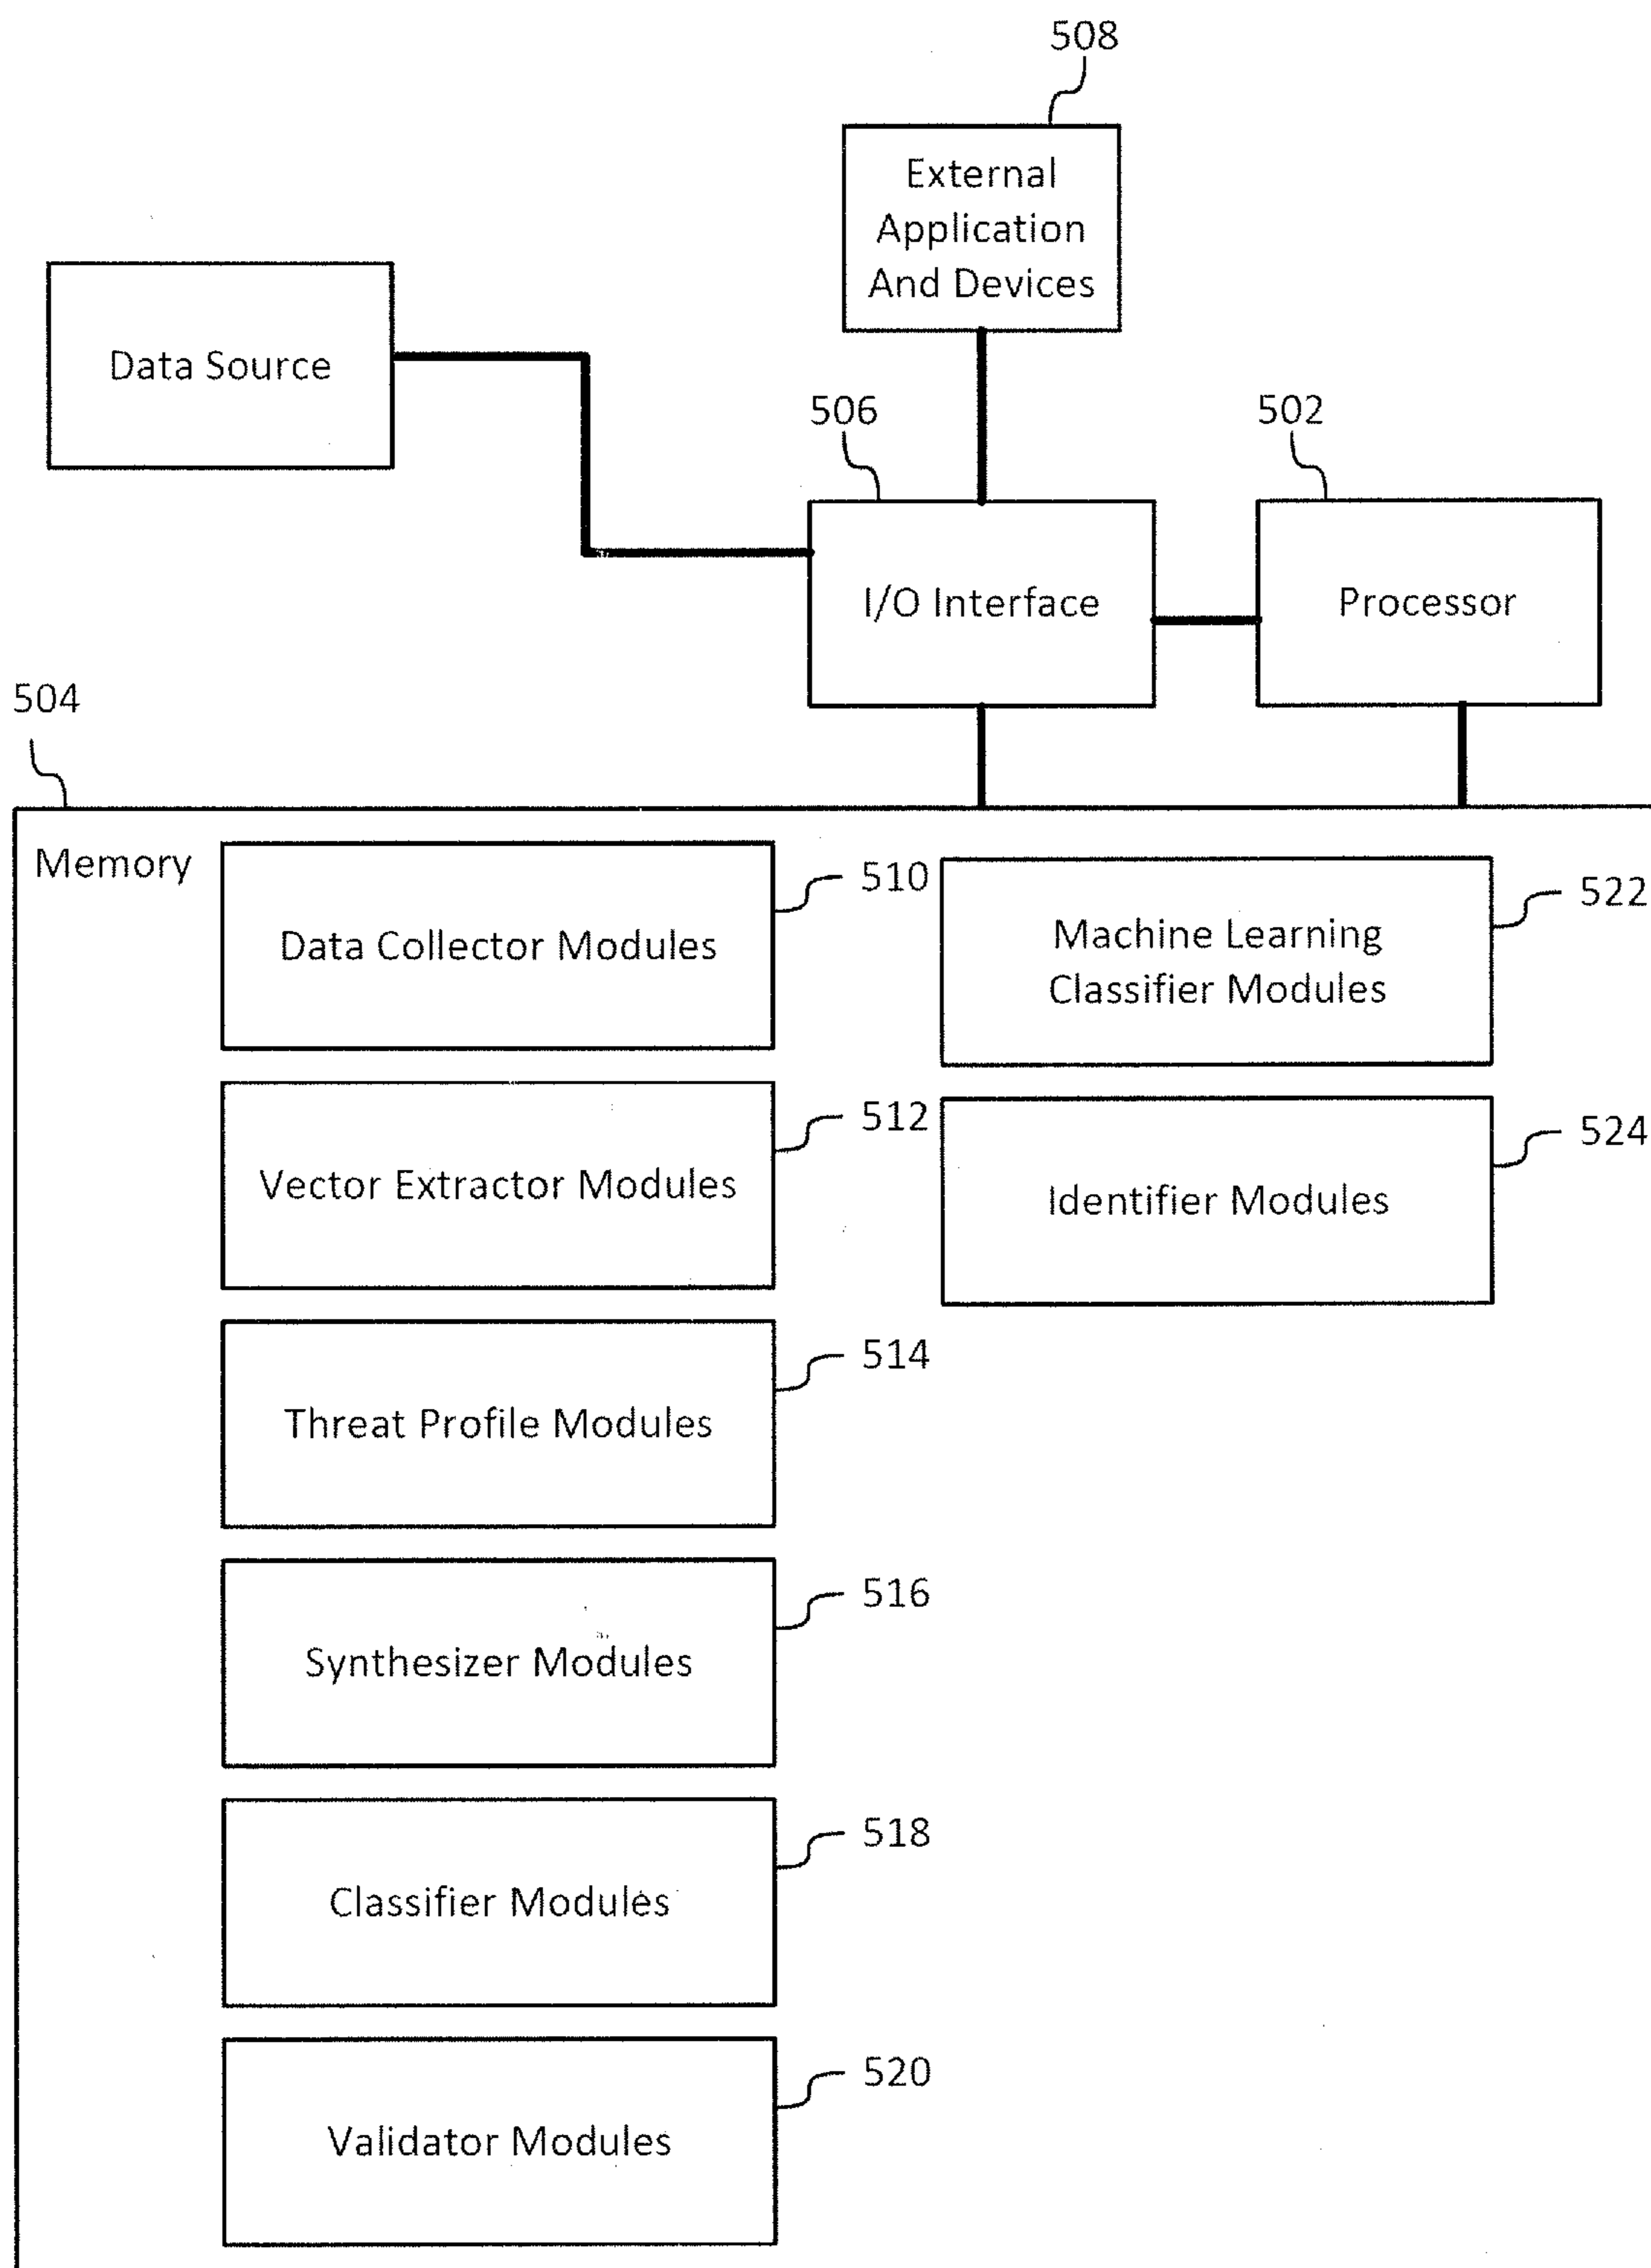 508
External
Application
And Devices
Data Source
506
502
I/O Interface
Processor
504
Memory
510
Data Collector Modules
522
Machine Learning
Classifier Modules
512
Vector Extractor Modules
524
Identifier Modules
514
Threat Profile Modules
516
Synthesizer Modules
518
Classifier Modules
520
Validator Modules